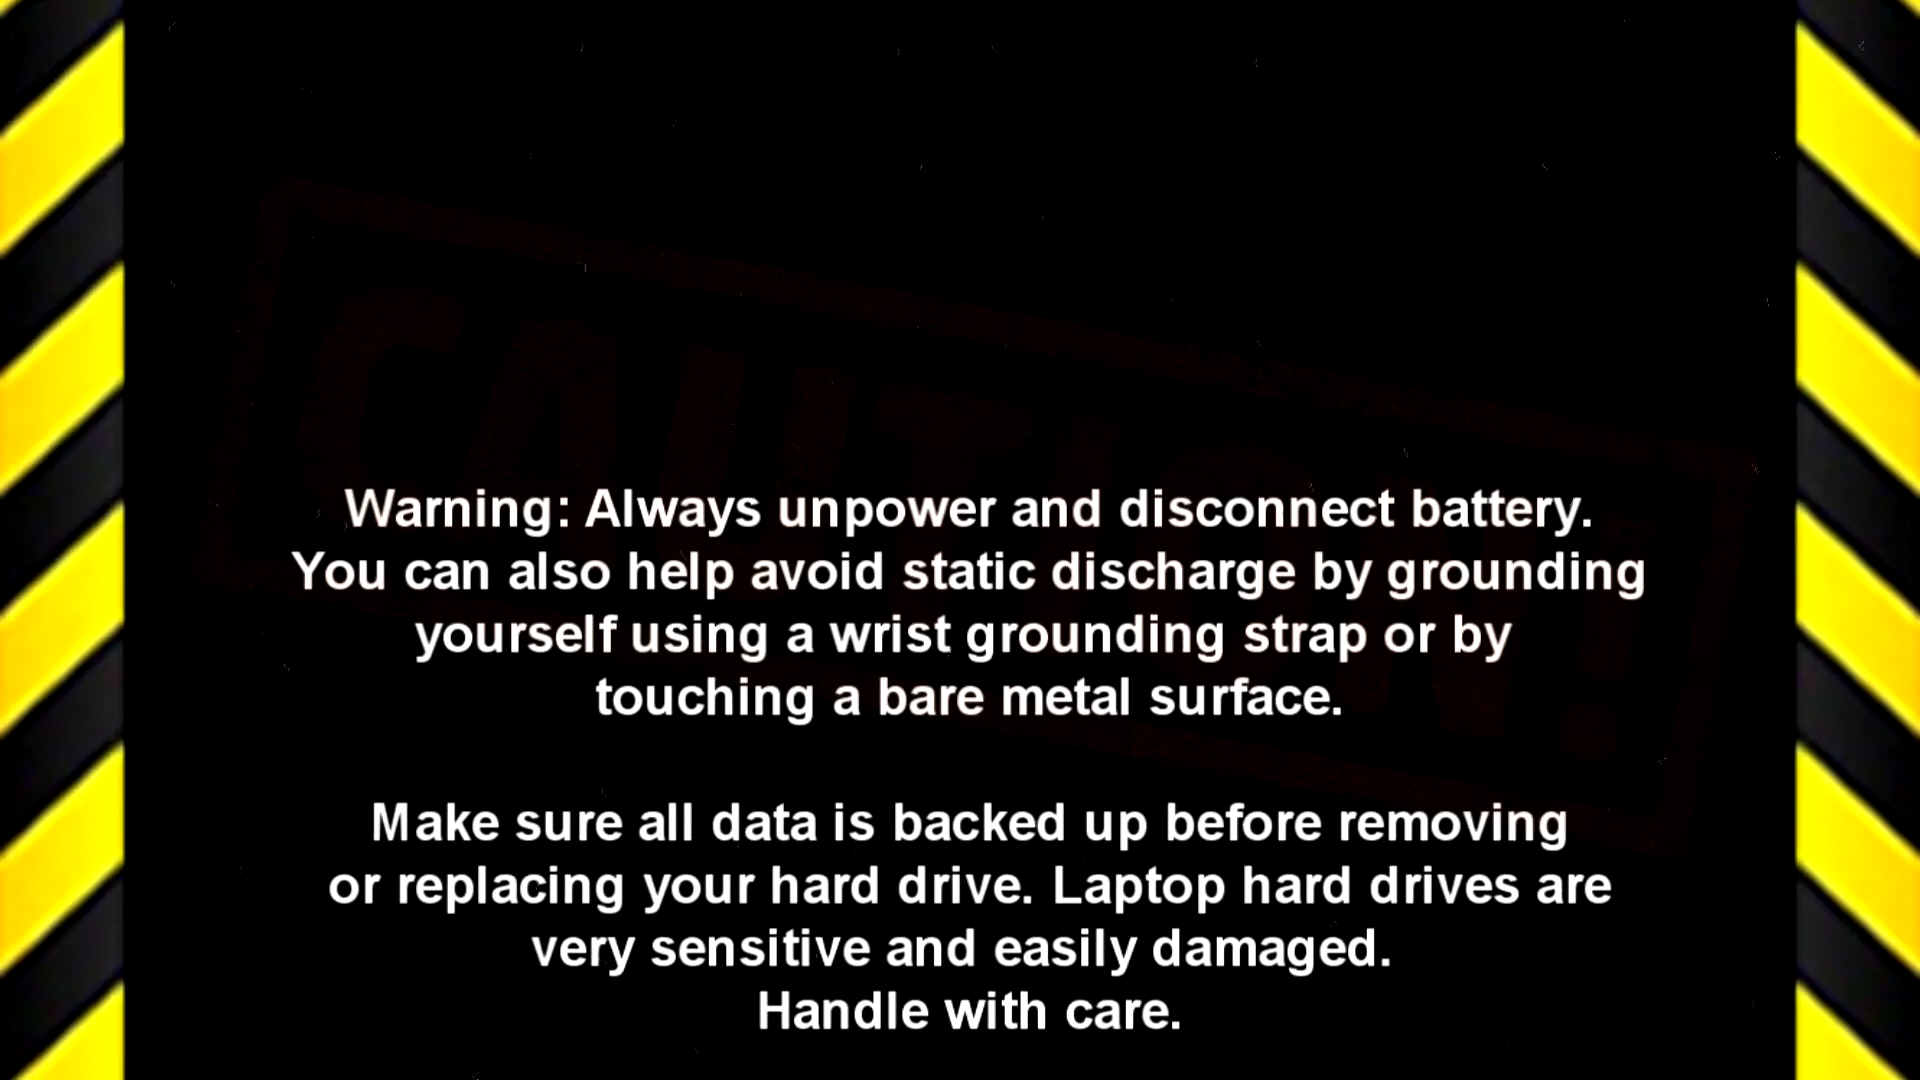 CAUTION!
Warning: Always unpower and disconnect battery.
You can also help avoid static discharge by grounding
yourself using a wrist grounding strap or by
touching a bare metal surface.
Make sure all data is backed up before removing
or replacing your hard drive. Laptop hard drives are
very sensitive and easily damaged.
Handle with care.